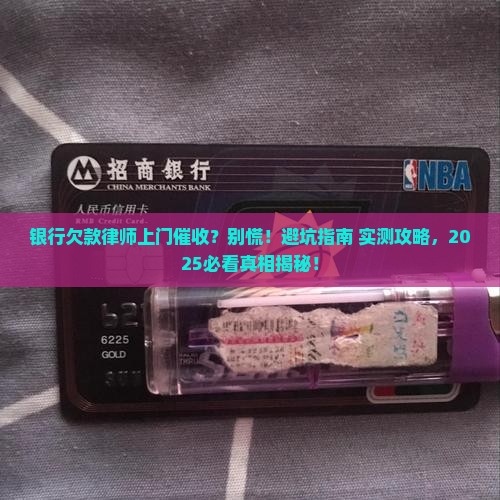 招商银行
CHINA MERCHANTS BANK
NBA
人民币信用卡
RMB Credit Card
银行欠款律师上门催收？别慌！避坑指南 实测攻略，20
25必看真相揭秘！
6225
GOLD
THRU